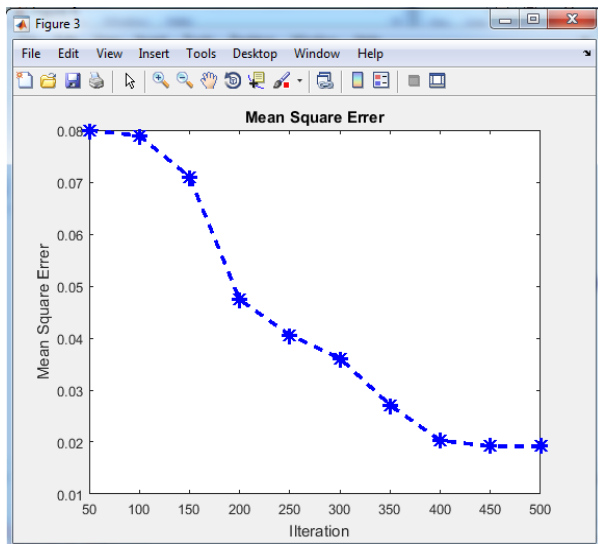 Figure 3
File Edit View Insert Tools Desktop Window Help
Mean Square Errer
0.08
0.07
0.06
0.05
0.04
0.03
0.02
0.01
Mean Square Errer
50 100 150 200 250 300 350 400 450 500
Ilteration